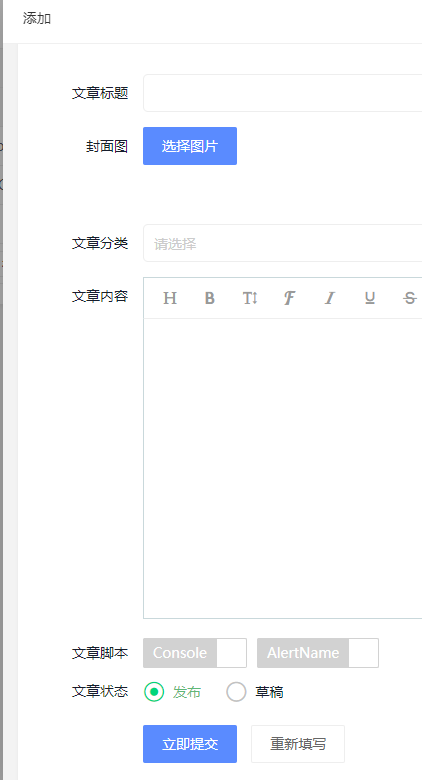 添加
文章标题
封面图 选择图片
文章分类 请选择
文章内容 H B T F I U S
文章脚本 Console AlertName
文章状态 发布 草稿
立即提交 重新填写